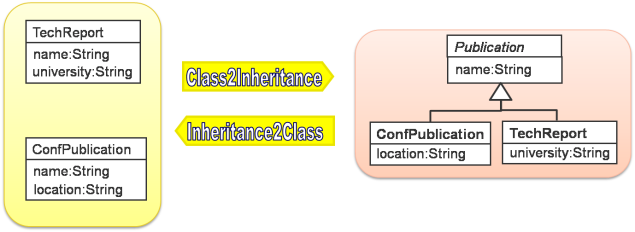 TechReport
name:String
university:String
ConfPublication
name:String
location:String
Class2Inheritance
Inheritance2Class
Publication
name:String
ConfPublication
location:String
TechReport
university:String